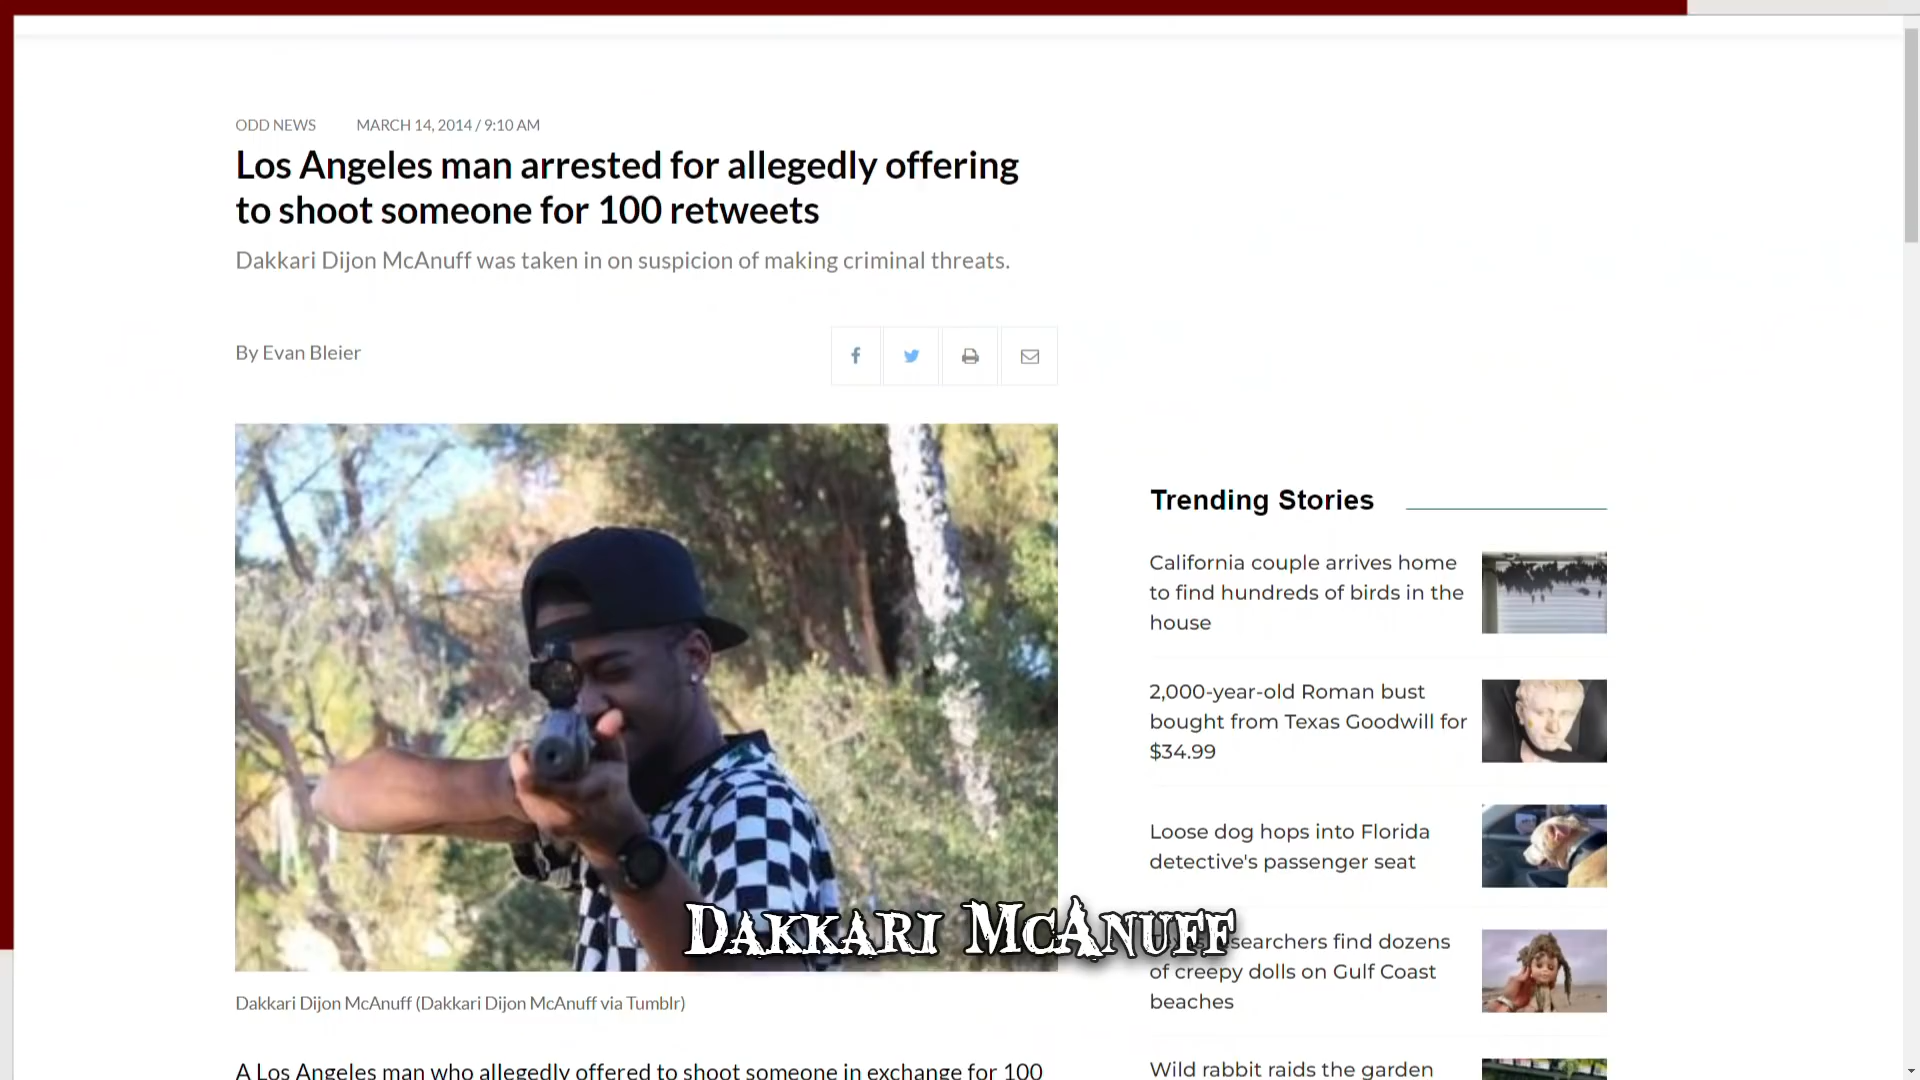 ODD NEWS MARCH 14, 2014 / 9:10 AM
Los Angeles man arrested for allegedly offering
to shoot someone for 100 retweets
Dakkari Dijon McAnuff was taken in on suspicion of making criminal threats.
By Evan Bleier
Dakkari McAnuff
Dakkari Dijon McAnuff (Dakkari Dijon McAnuff via Tumblr)
A Los Angeles man who allegedly offered to shoot someone in exchange for 100
Trending Stories
California couple arrives home
to find hundreds of birds in the
house
2,000-year-old Roman bust
bought from Texas Goodwill for
$34.99
Loose dog hops into Florida
detective's passenger seat
find dozens
of creepy dolls on Gulf Coast
beaches
Wild rabbit raids the garden